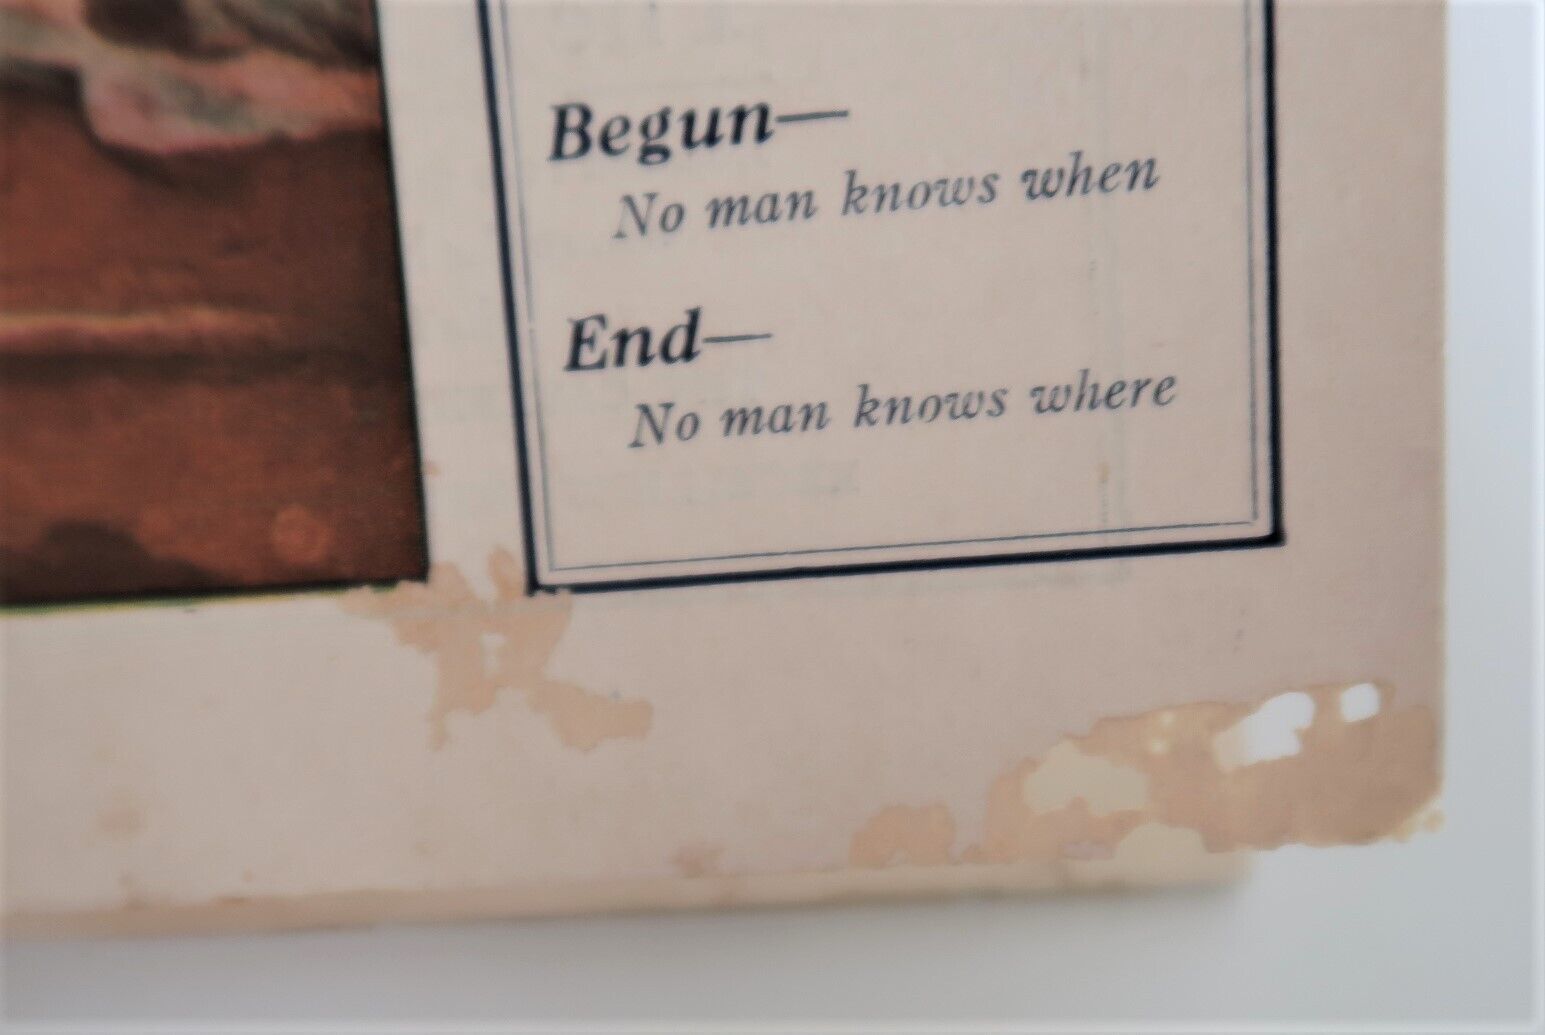 Begun—
No man knows when
End—
No man knows where